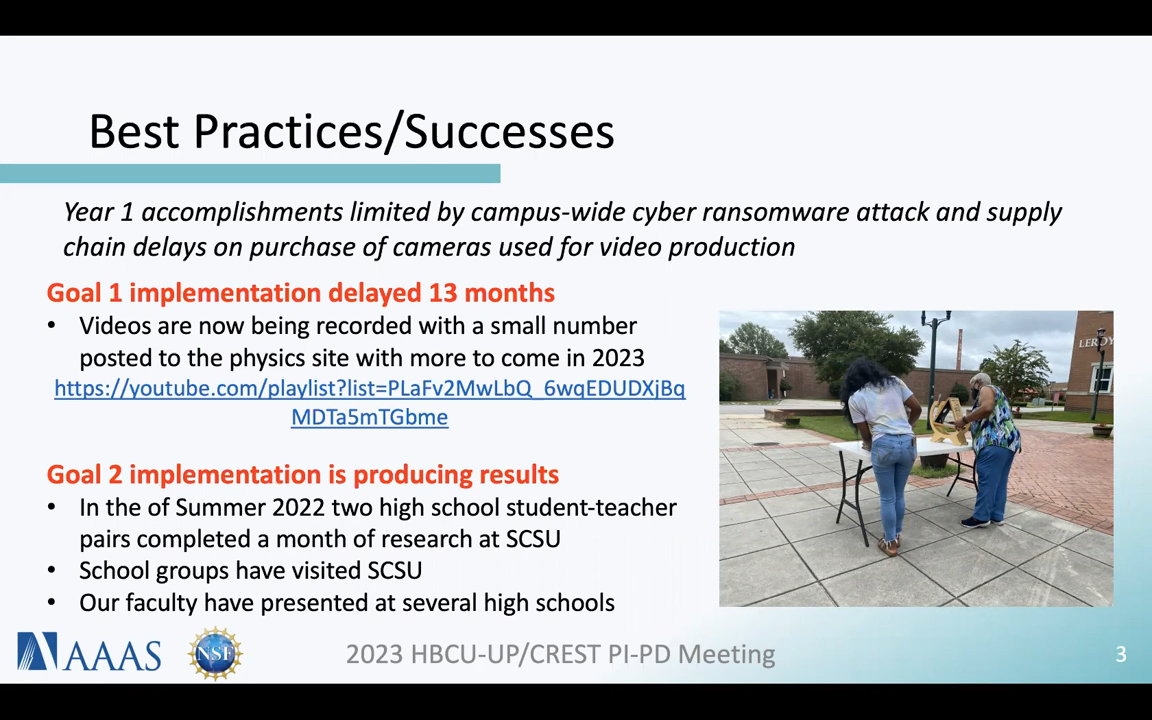 Best Practices/Successes
Year 1 accomplishments limited by campus-wide cyber ransomware attack and supply
chain delays on purchase of cameras used for video production
Goal 1 implementation delayed 13 months
• Videos are now being recorded with a small number
posted to the physics site with more to come in 2023
https://youtube.com/playlist?list=PLaFv2MwLbQ_6wqEDUDXjBq
MDTa5mTGbme
Goal 2 implementation is producing results
• In the of Summer 2022 two high school student-teacher
pairs completed a month of research at SCSU
• School groups have visited SCSU
• Our faculty have presented at several high schools
LEROY
AAAS
NSF
2023 HBCU-UP/CREST PI-PD Meeting
3